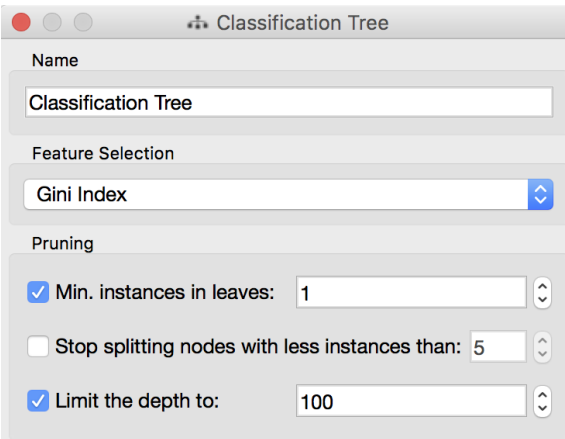 Classification Tree
Name
Classification Tree
Feature Selection
Gini Index
Pruning
Min. instances in leaves: 1
Stop splitting nodes with less instances than: 5
Limit the depth to: 100